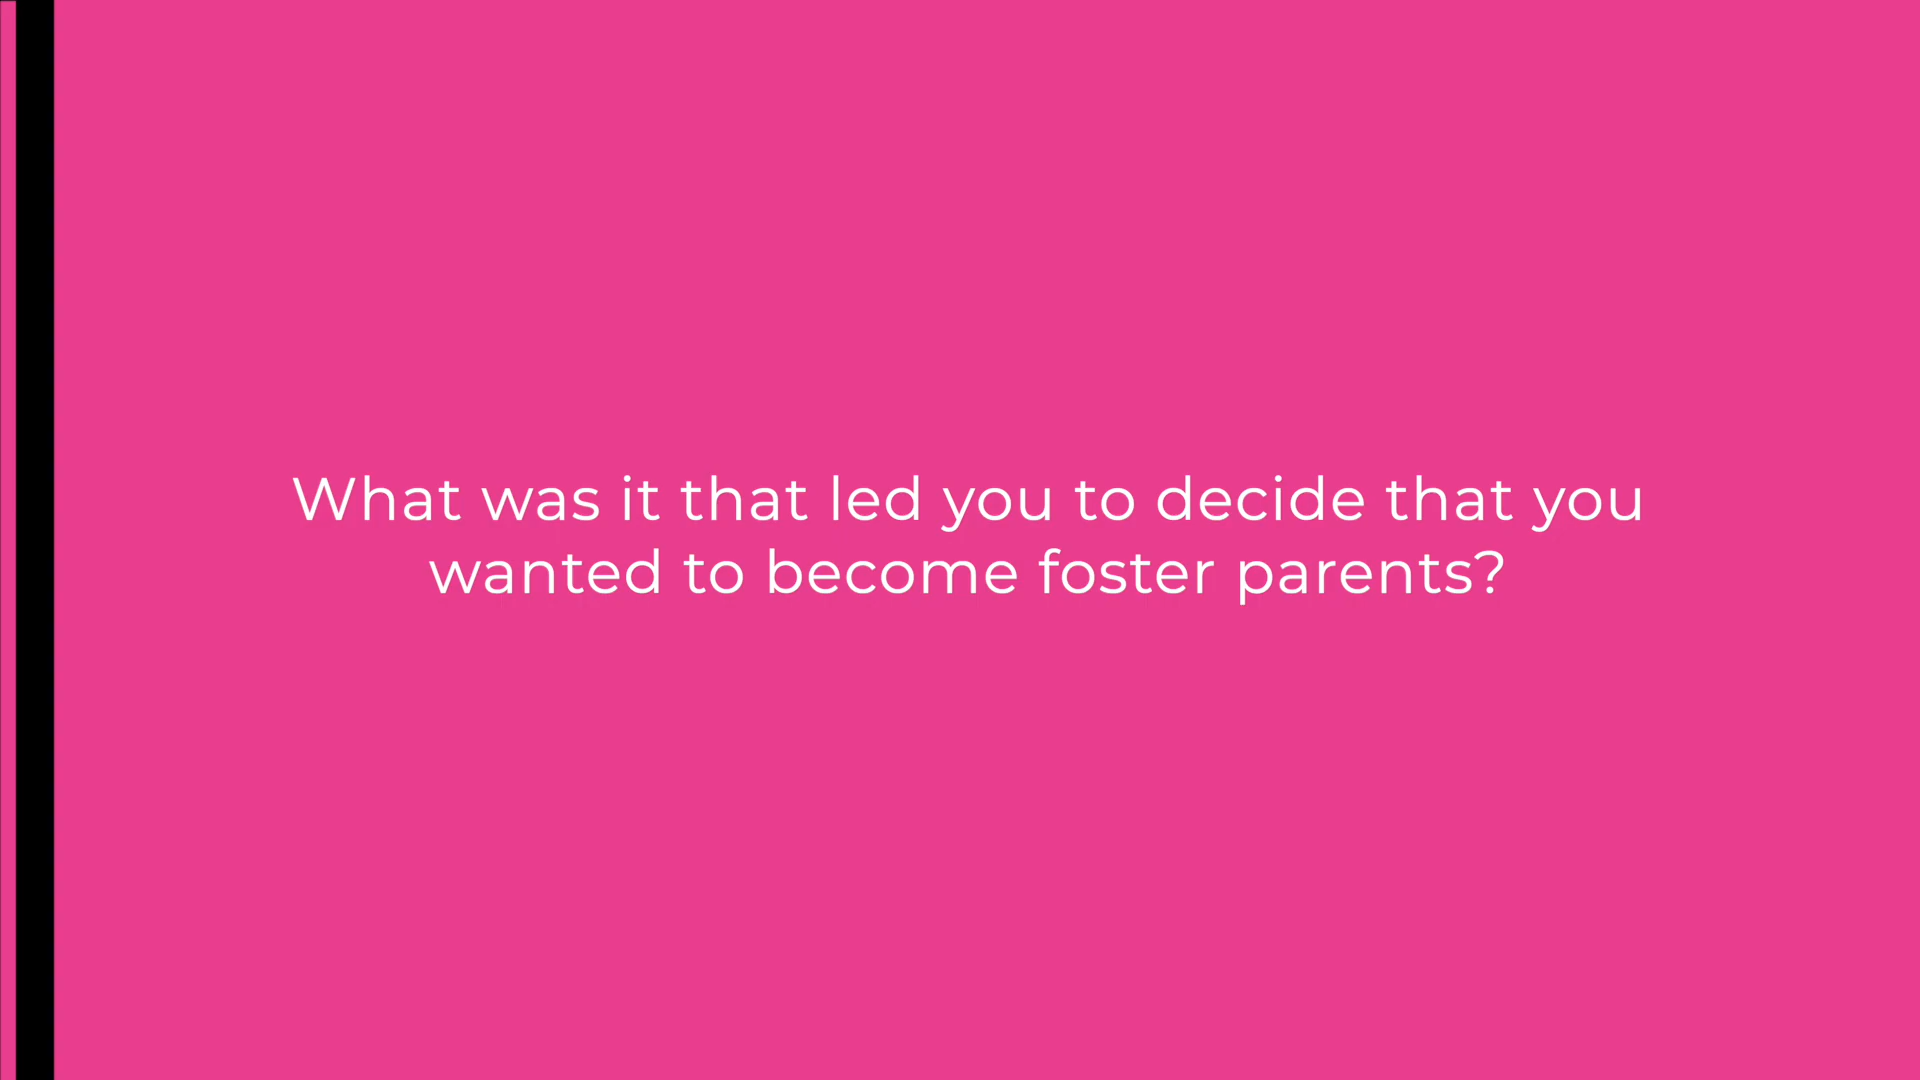 What was it that led you to decide that you
wanted to become foster parents?